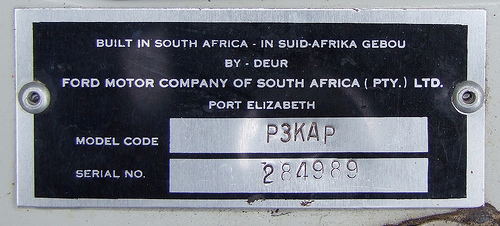 BUILT IN SOUTH AFRICA - IN SUID-AFRIKA GEBOU
BY - DEUR
FORD MOTOR COMPANY OF SOUTH AFRICA ( PTY.) LTD.
PORT ELIZABETH
MODEL CODE P3KAP
SERIAL NO. 284989